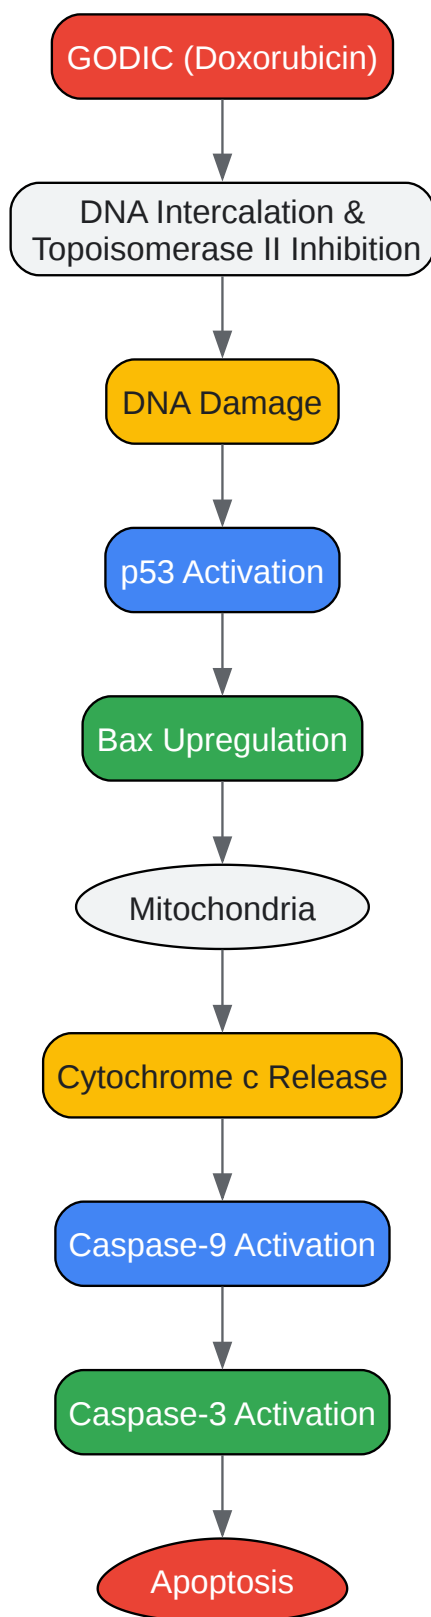 GODIC (Doxorubicin)
DNA Intercalation &
Topoisomerase II Inhibition
DNA Damage
p53 Activation
Bax Upregulation
Mitochondria
Cytochrome c Release
Caspase-9 Activation
Caspase-3 Activation
Apoptosis